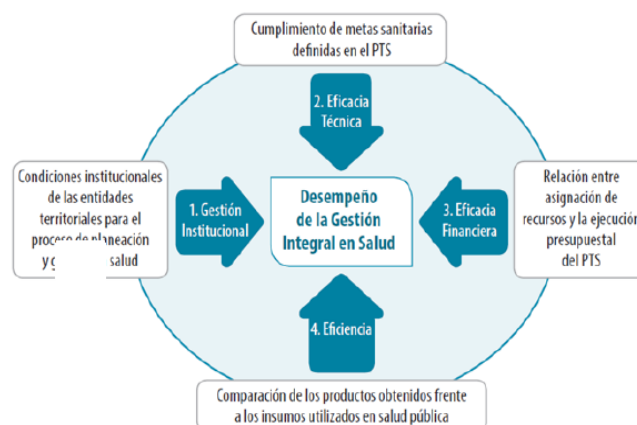 Cumplimiento de metas sanitarias
definidas en el PTS
2. Eficacia
Técnica
Condiciones institucionales
de las entidades
territoriales para el
proceso de planeación
y g salud
1. Gestión
Institucional
Desempeño
de la Gestión
Integral en Salud
3. Eficacia
Financiera
Relación entre
asignación de
recursos y la ejecución
presupuestal
del PTS
4. Eficiencia
Comparación de los productos obtenidos frente
a los insumos utilizados en salud pública